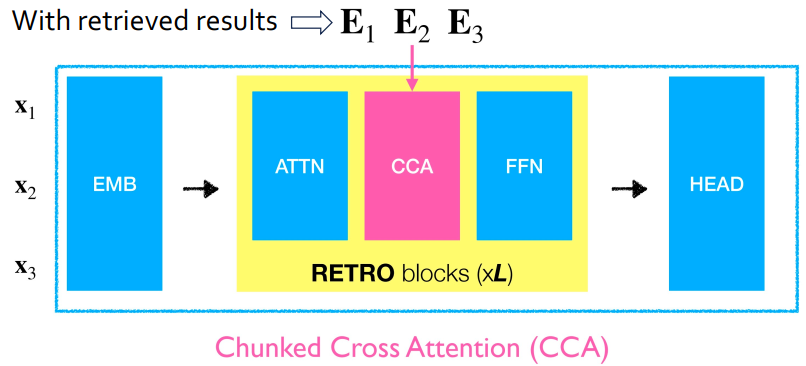 With retrieved results ⇨ E₁ E₂ E₃
x₁
x₂
x₃
EMB
ATTN
CCA
FFN
HEAD
RETRO blocks (xL)
Chunked Cross Attention (CCA)